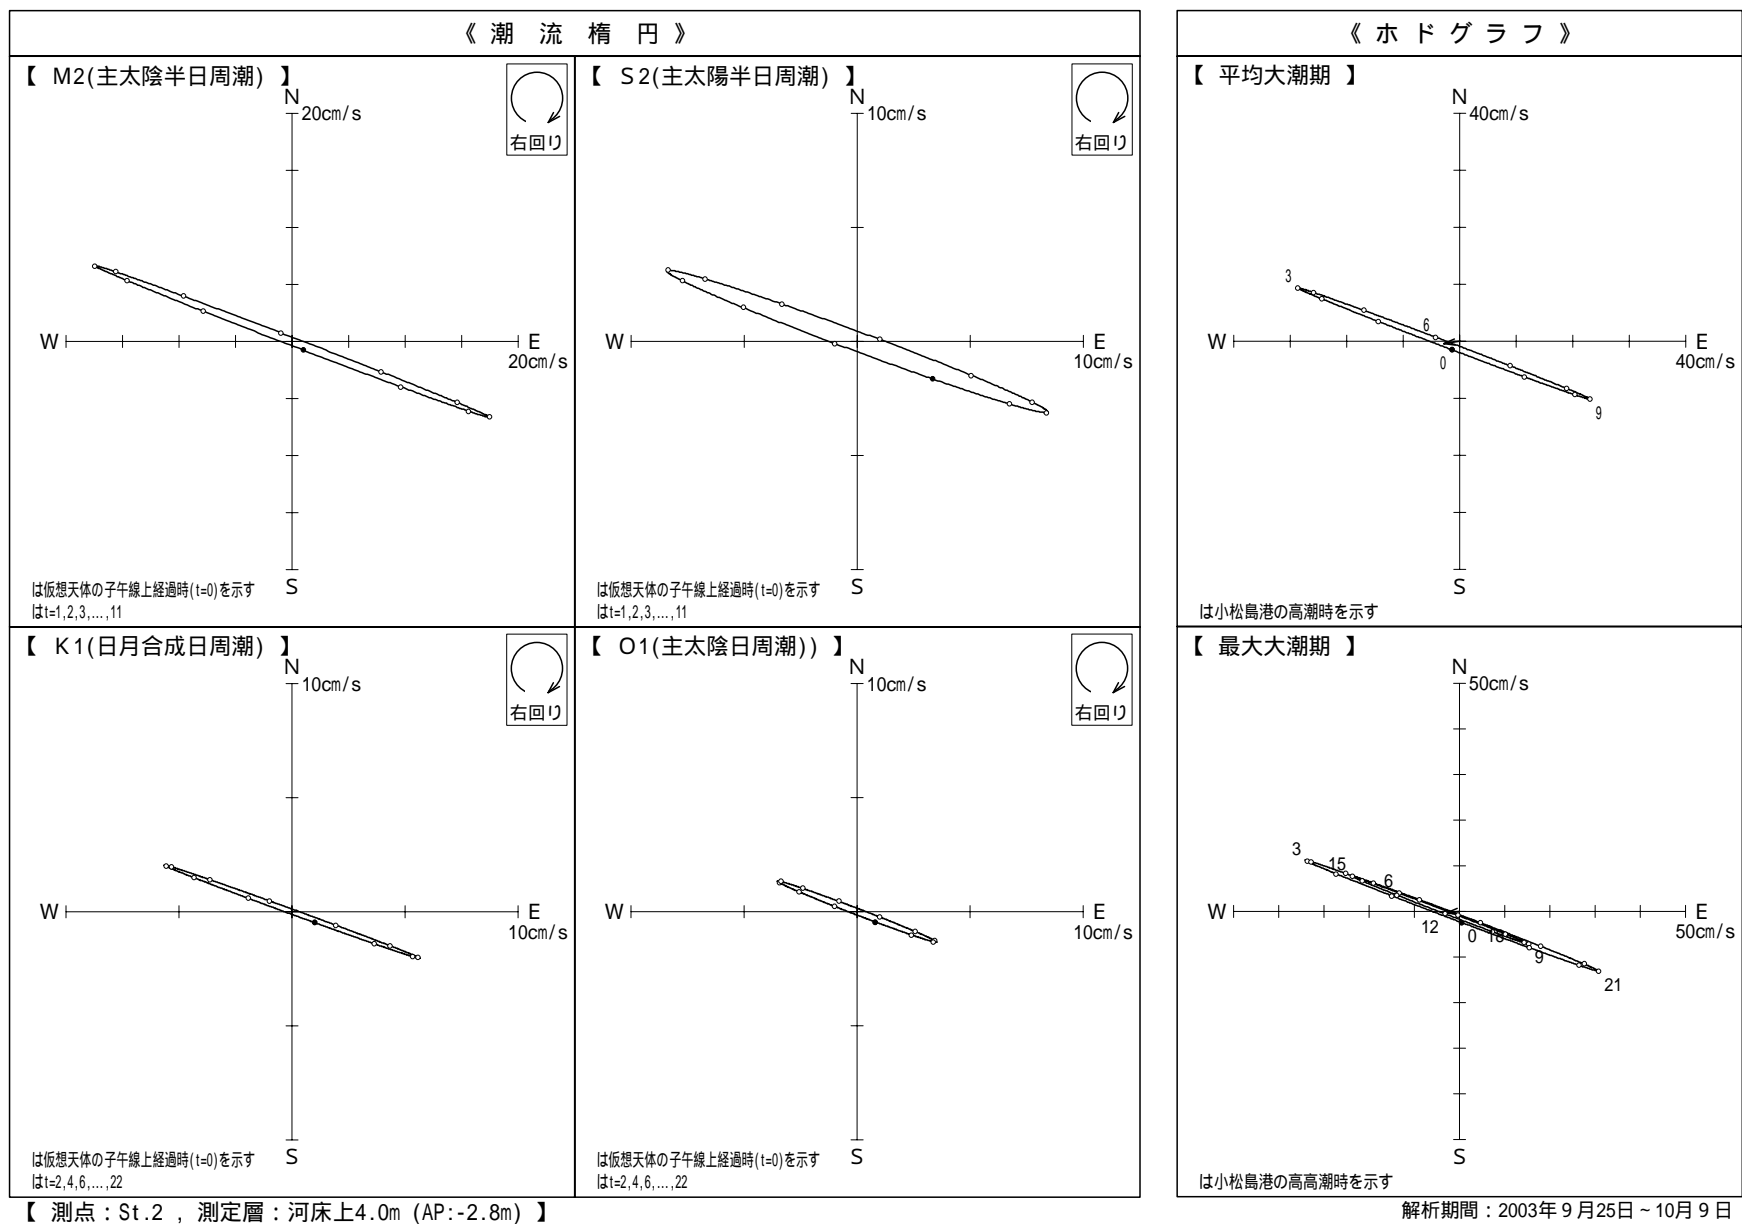 《 潮 流 楕 円 》
【 M2(主太陰半日周潮) 】
右回り
N
20cm/s
W
E
20cm/s
S
は仮想天体の子午線上経過時(t=0)を示す
はt=1,2,3,...,11
【 S2(主太陽半日周潮) 】
右回り
N
10cm/s
W
E
10cm/s
S
は仮想天体の子午線上経過時(t=0)を示す
はt=1,2,3,...,11
【 K1(日月合成日周潮) 】
右回り
N
10cm/s
W
E
10cm/s
S
は仮想天体の子午線上経過時(t=0)を示す
はt=2,4,6,...,22
【 O1(主太陰日周潮)) 】
右回り
N
10cm/s
W
E
10cm/s
S
は仮想天体の子午線上経過時(t=0)を示す
はt=2,4,6,...,22
《 ホ ド グ ラ フ 》
【 平均大潮期 】
N
40cm/s
3
6
W
E
0
40cm/s
9
S
は小松島港の高潮時を示す
【 最大大潮期 】
N
50cm/s
3
15
6
W
E
12
0
18
50cm/s
9
21
S
は小松島港の高高潮時を示す
【 測点：St.2 , 測定層：河床上4.0m (AP:-2.8m) 】
解析期間：2003年９月25日～10月９日